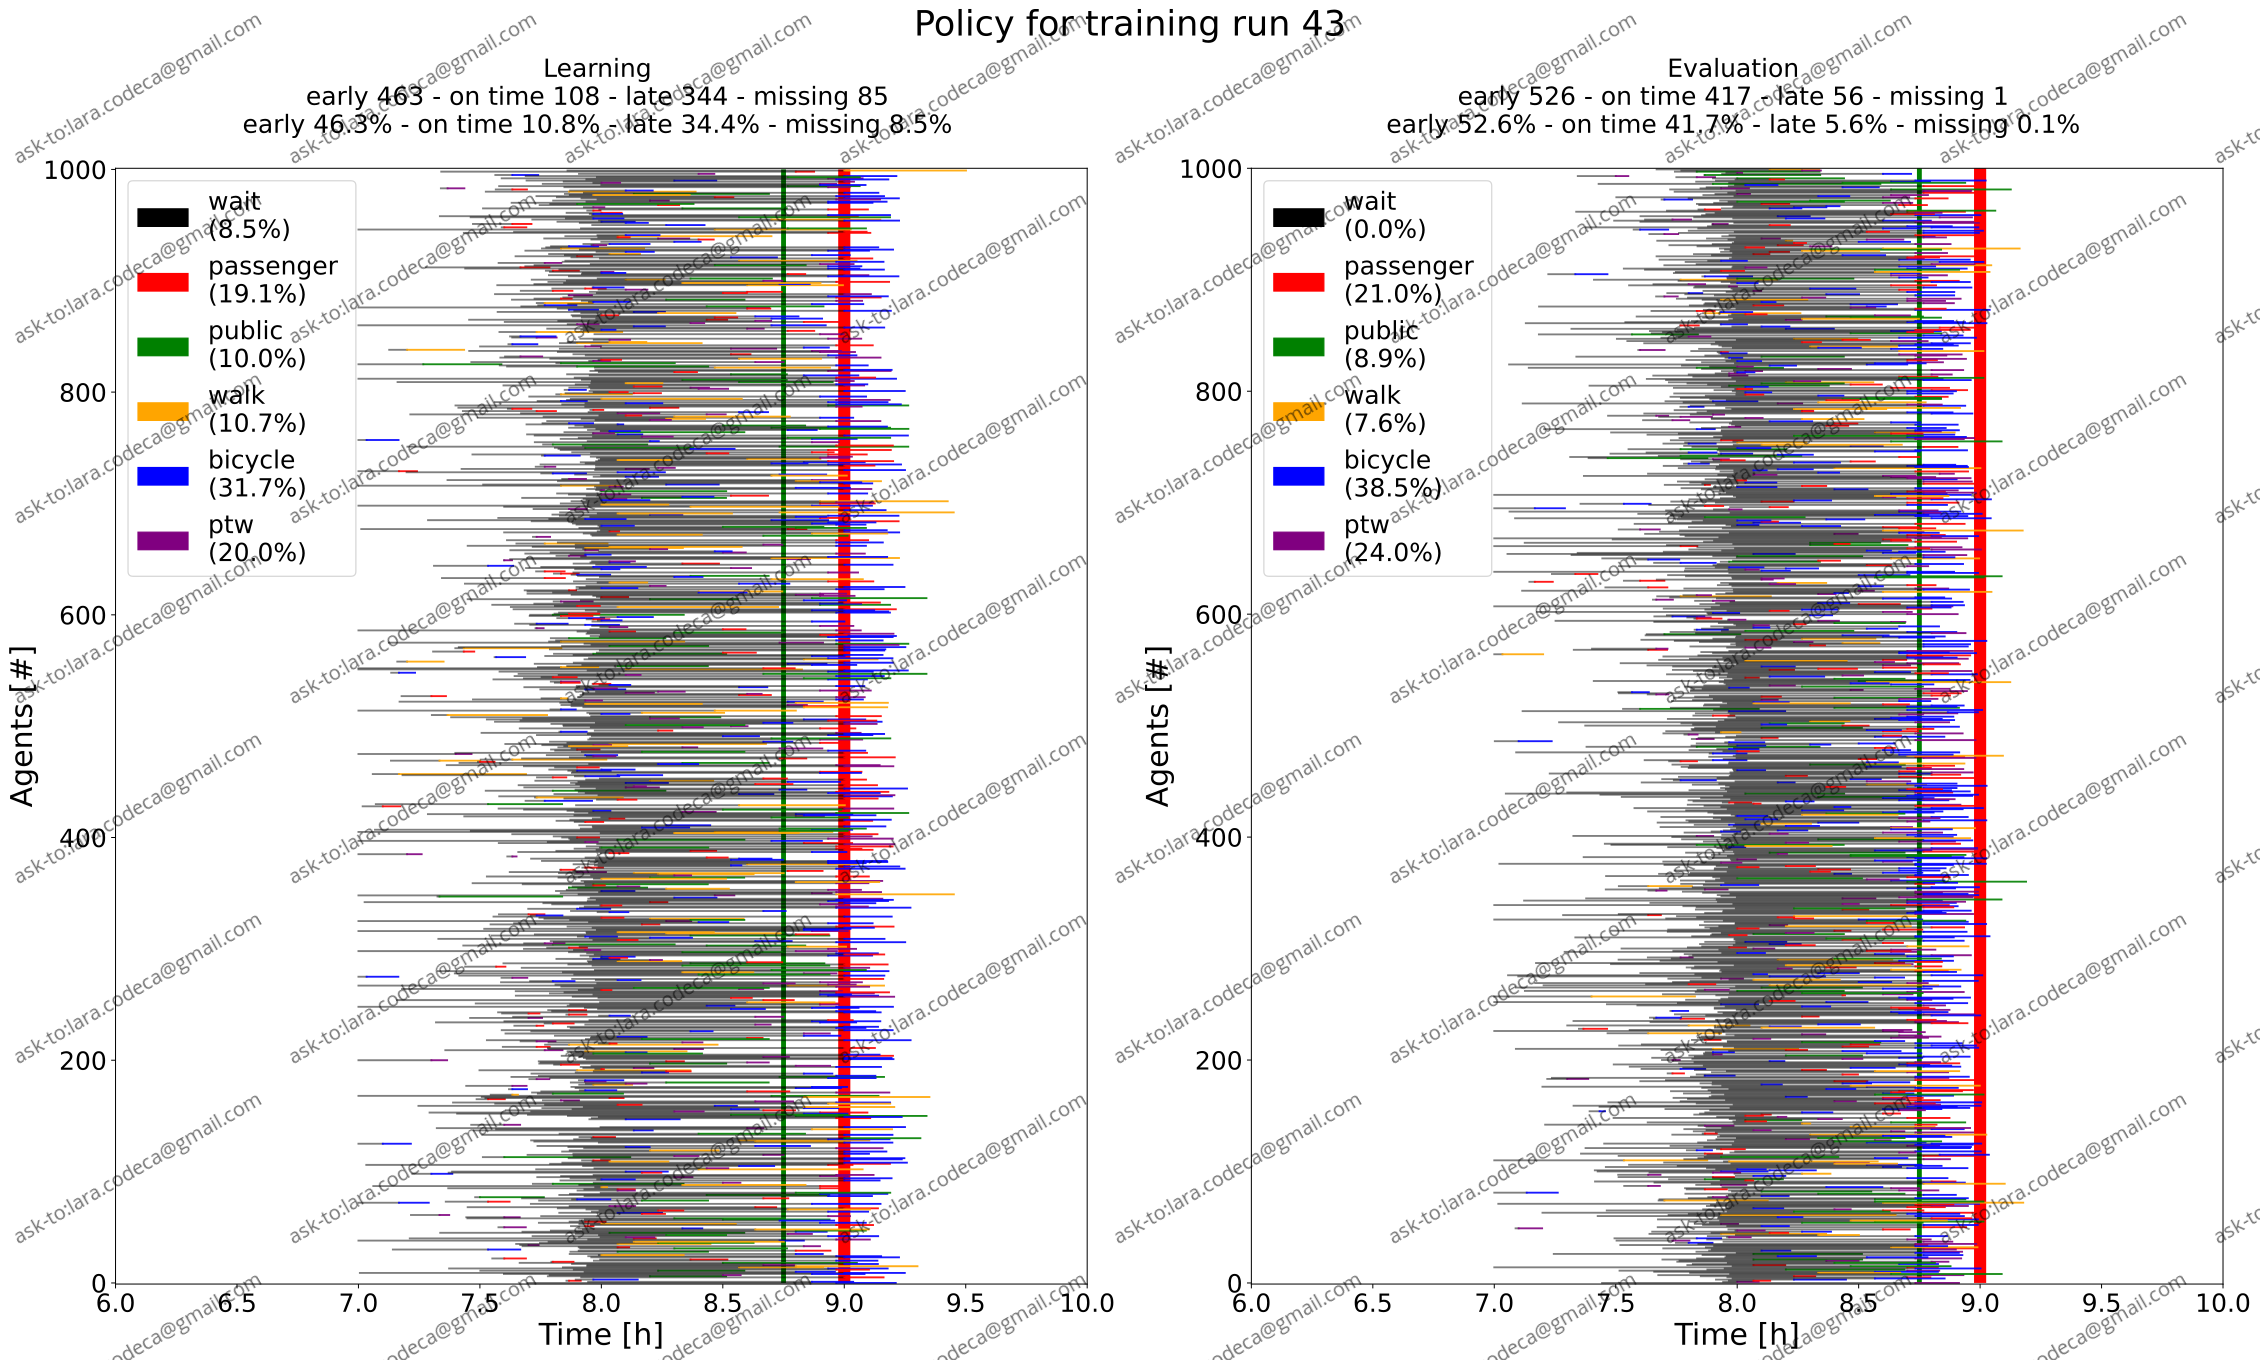 Policy for training run 43
Learning
early 463 - on time 108 - late 344 - missing 85
early 46.3% - on time 10.8% - late 34.4% - missing 8.5%
1000
800
600
400
200
0
Agents [#]
wait
(8.5%)
passenger
(19.1%)
public
(10.0%)
walk
(10.7%)
bicycle
(31.7%)
ptw
(20.0%)
6.0 6.5 7.0 7.5 8.0 8.5 9.0 9.5 10.0
Time [h]
Evaluation
early 526 - on time 417 - late 56 - missing 1
early 52.6% - on time 41.7% - late 5.6% - missing 0.1%
1000
800
600
400
200
0
Agents [#]
wait
(0.0%)
passenger
(21.0%)
public
(8.9%)
walk
(7.6%)
bicycle
(38.5%)
ptw
(24.0%)
6.0 6.5 7.0 7.5 8.0 8.5 9.0 9.5 10.0
Time [h]
ask-to:lara.codeca@gmail.com